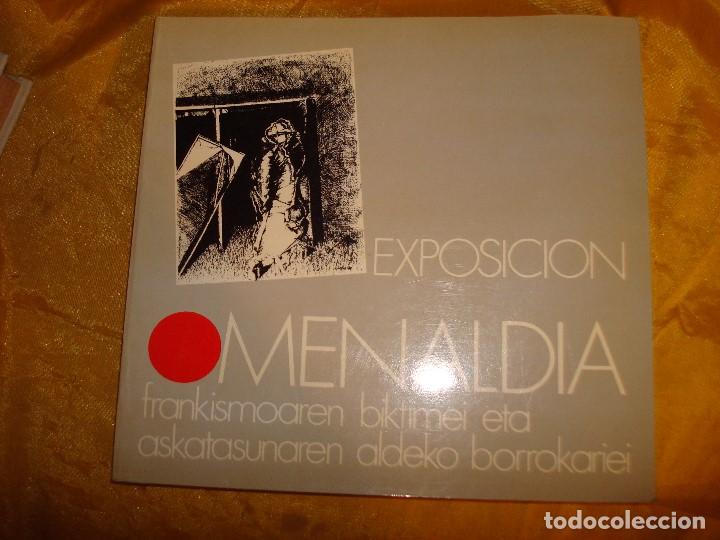 EXPOSICION
OMENALDIA
frankismoaren biktimei eta
askatasunaren aldeko borrokariei
todocoleccion